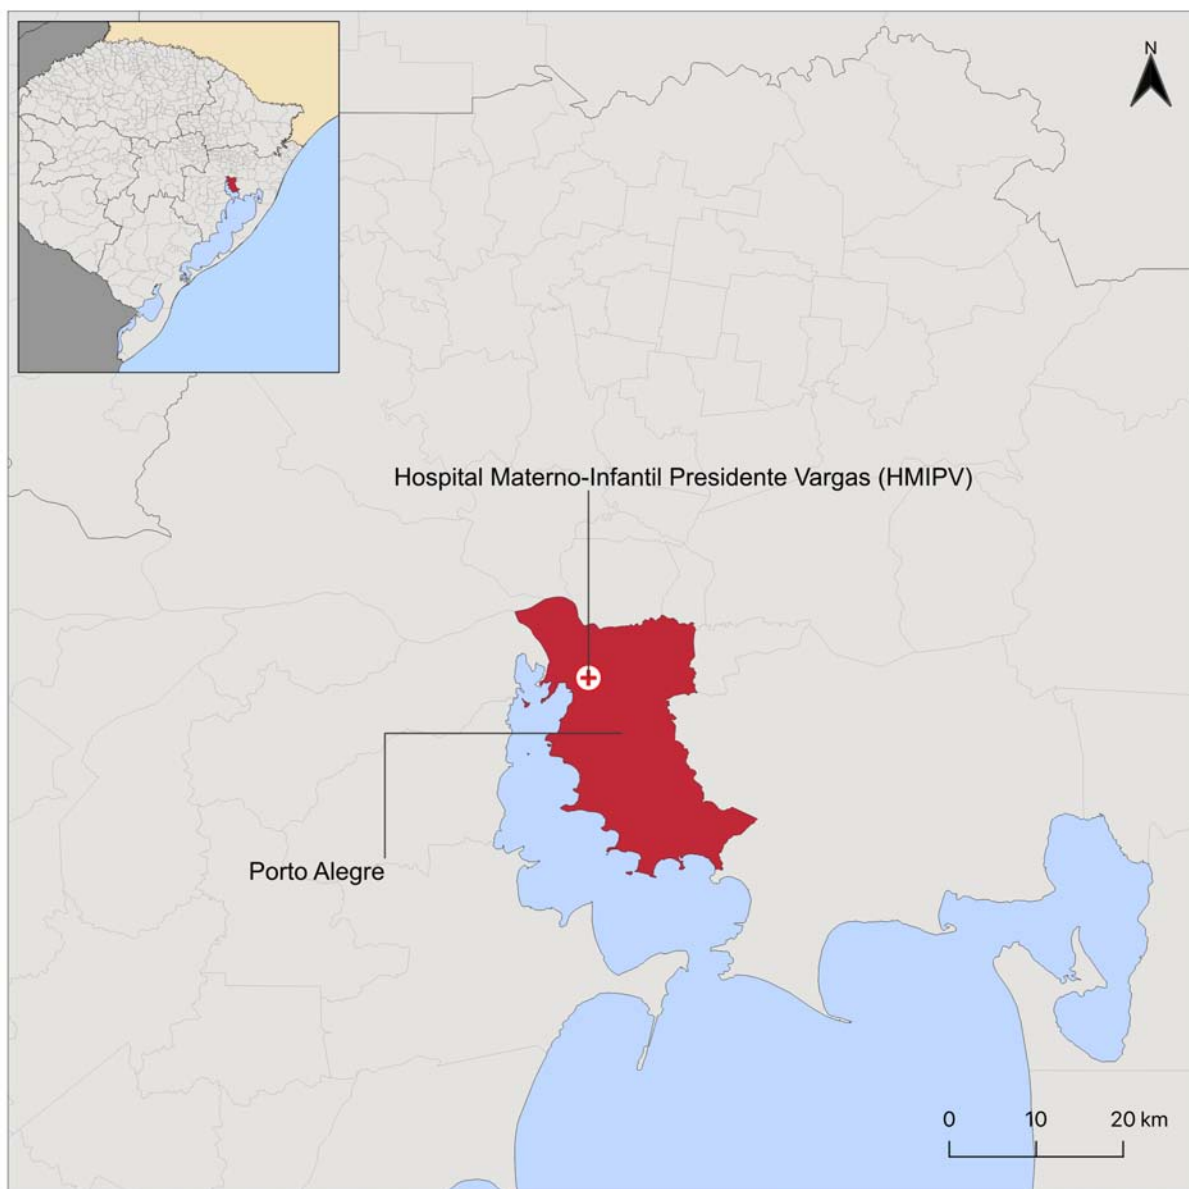 N
Hospital Materno-Infantil Presidente Vargas (HMIPV)
Porto Alegre
0 10 20 km